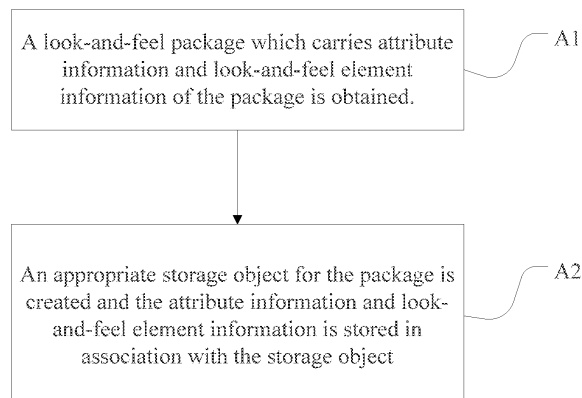 A look-and-feel package which carries attribute
information and look-and-feel element
information of the package is obtained.
A1
An appropriate storage object for the package is
created and the attribute information and look-
and-feel element information is stored in
association with the storage object
A2